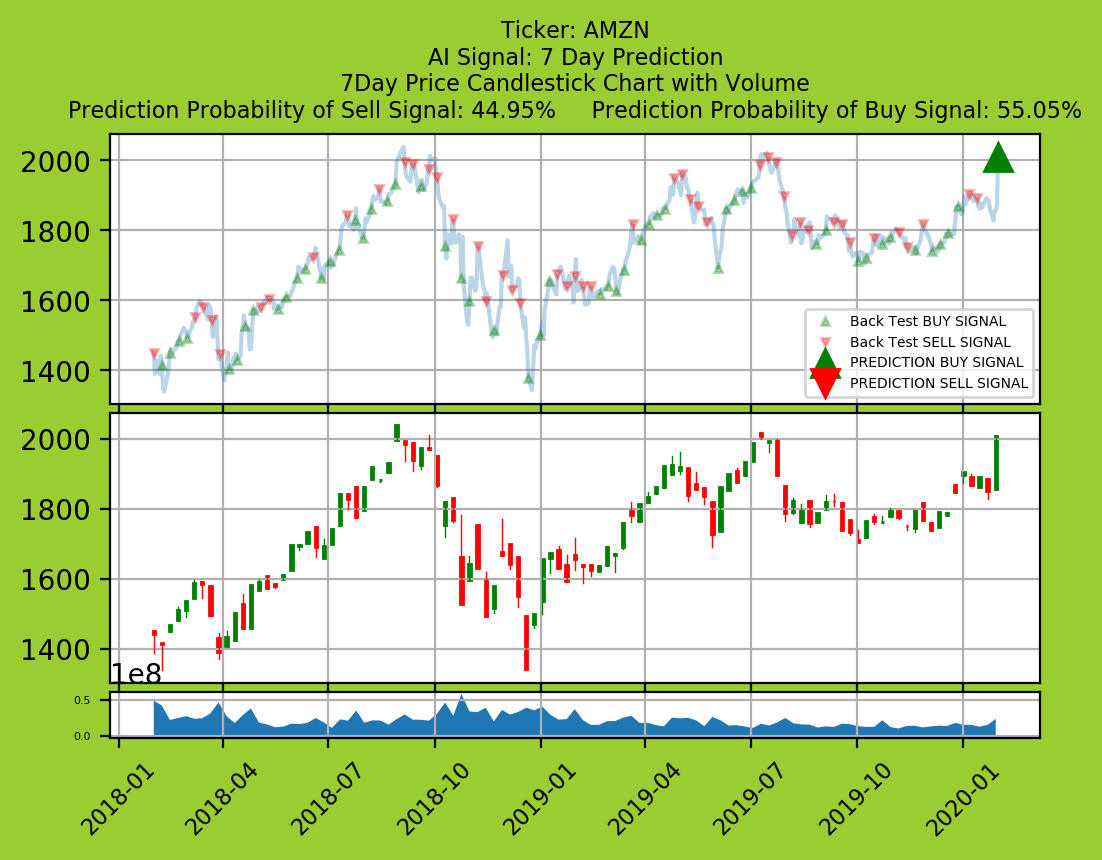 Ticker: AMZN
AI Signal: 7 Day Prediction
7Day Price Candlestick Chart with Volume
Prediction Probability of Sell Signal: 44.95% Prediction Probability of Buy Signal: 55.05%
2000
1800
1600
1400
Back Test BUY SIGNAL
Back Test SELL SIGNAL
PREDICTION BUY SIGNAL
PREDICTION SELL SIGNAL
2000
1800
1600
1400
1e8
0.5
0.0
2018-01
2018-04
2018-07
2018-10
2019-01
2019-04
2019-07
2019-10
2020-01